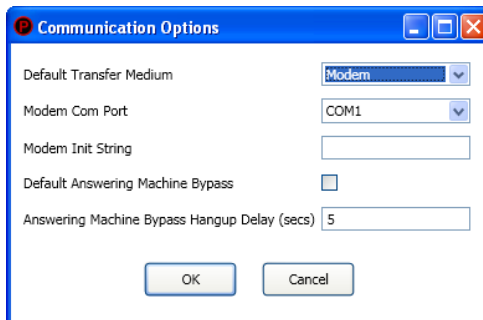 P Communication Options
Default Transfer Medium Modem
Modem Com Port COM1
Modem Init String
Default Answering Machine Bypass
Answering Machine Bypass Hangup Delay (secs) 5
OK Cancel